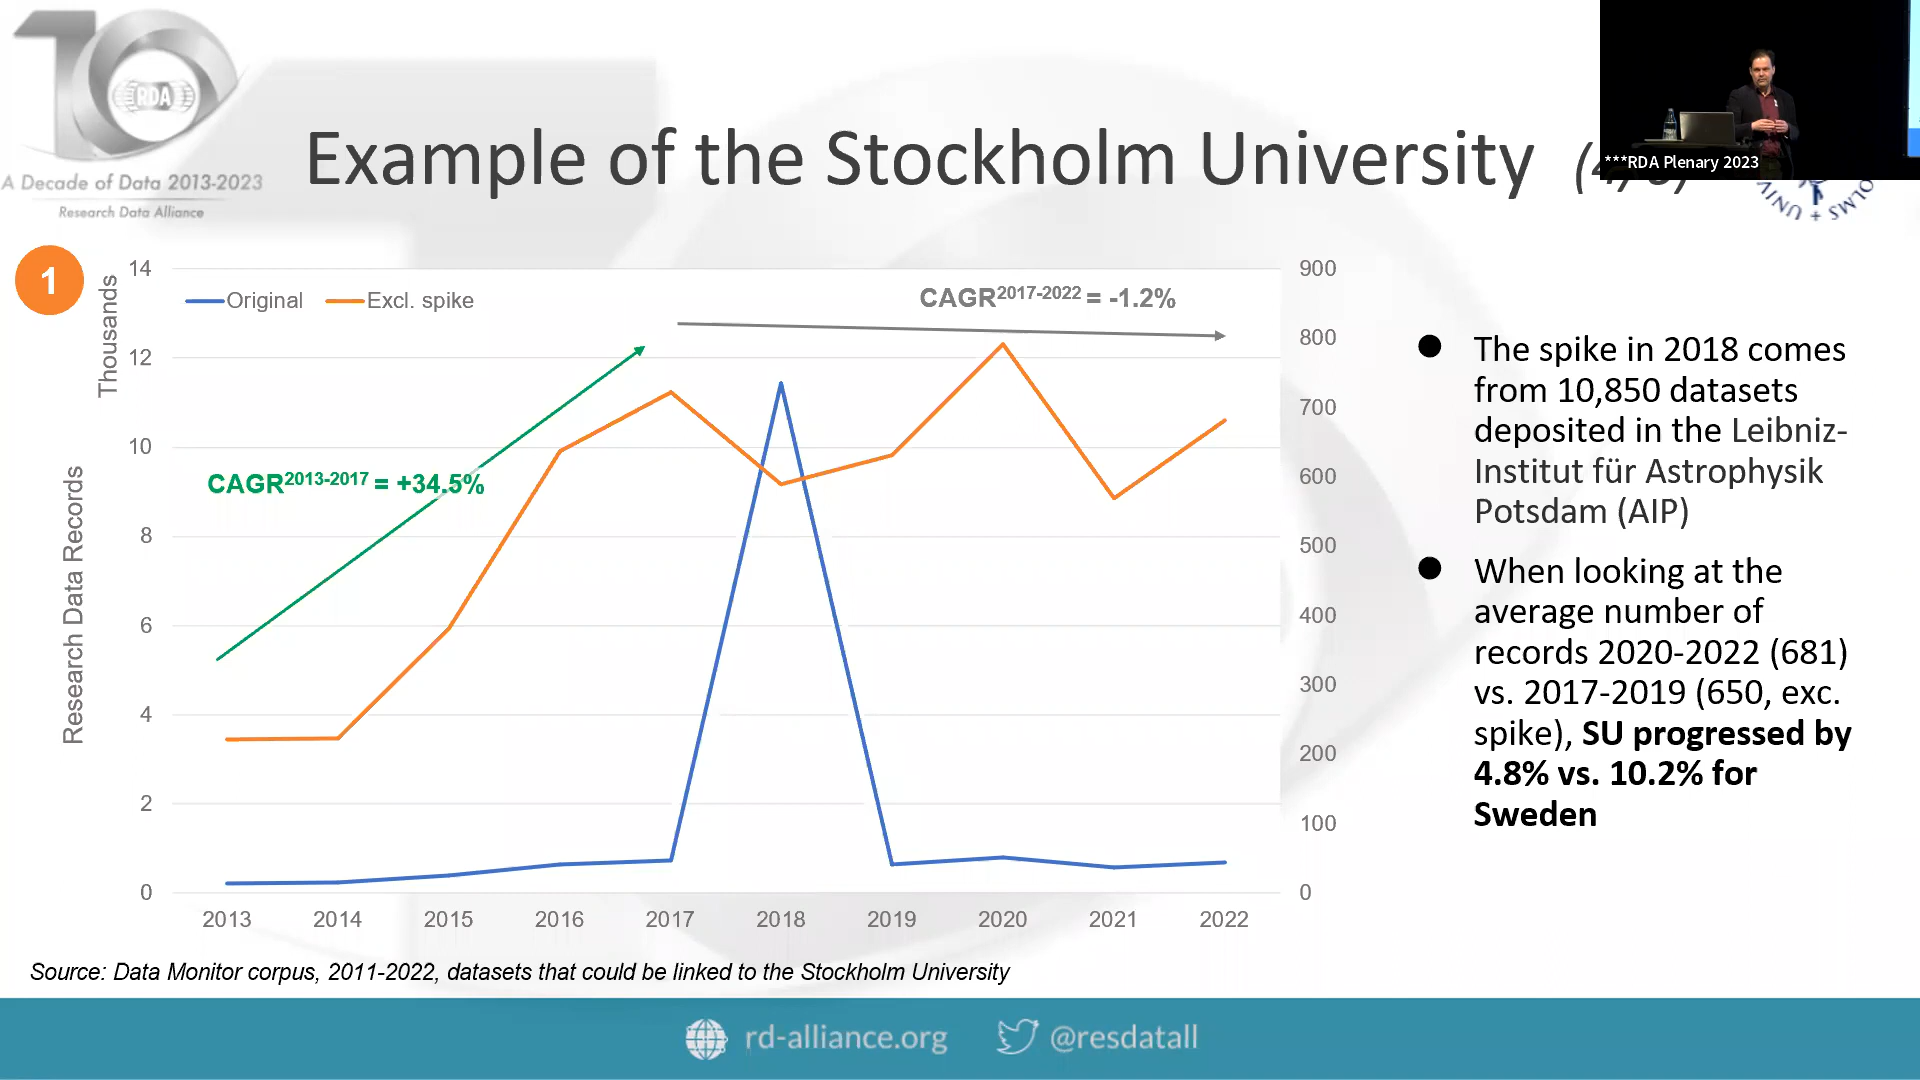 RDA
A Decade of Data 2013-2023
Research Data Alliance
Example of the Stockholm University
***RDA Plenary 2023
UNIV
OLMS
1
Thousands
Research Data Records
14
12
10
8
6
4
2
0
Original
Excl. spike
CAGR2013-2017 = +34.5%
CAGR2017-2022 = -1.2%
900
800
700
600
500
400
300
200
100
0
2013 2014 2015 2016 2017 2018 2019 2020 2021 2022
The spike in 2018 comes
from 10,850 datasets
deposited in the Leibniz-
Institut für Astrophysik
Potsdam (AIP)
When looking at the
average number of
records 2020-2022 (681)
vs. 2017-2019 (650, exc.
spike), SU progressed by
4.8% vs. 10.2% for
Sweden
Source: Data Monitor corpus, 2011-2022, datasets that could be linked to the Stockholm University
rd-alliance.org
@resdatall